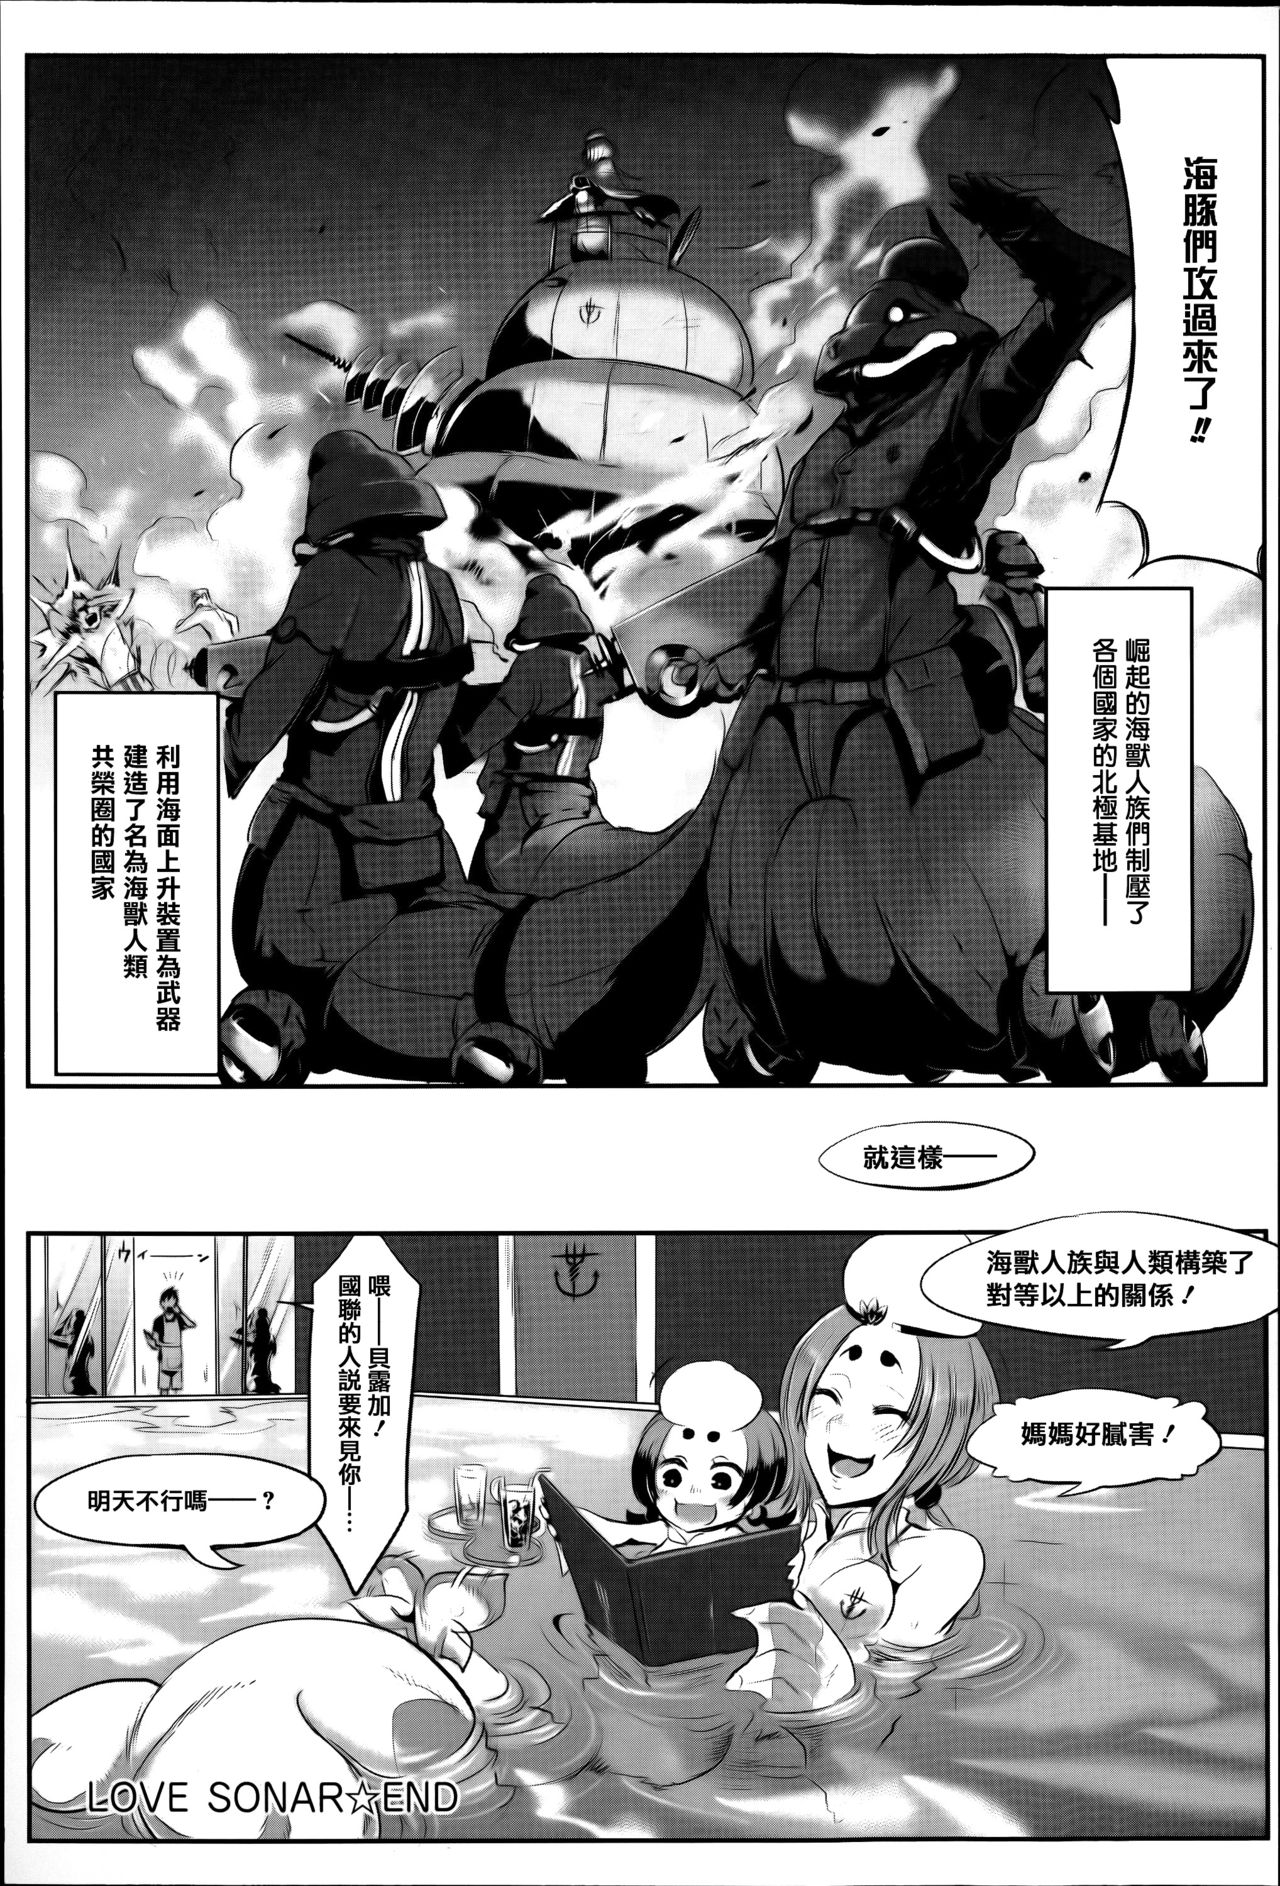 海豚們攻過來了!!
崛起的海獸人族們制壓了
各個國家的北極基地——
利用海面上升裝置為武器
建造了名為海獸人類
共榮圈的國家
就這樣——
海獸人族與人類構築了
對等以上的關係！
媽媽好膩害！
喂——貝露加！
國聯的人説要來見你——……
ウィーーン
明天不行嗎——？
LOVE SONAR☆END